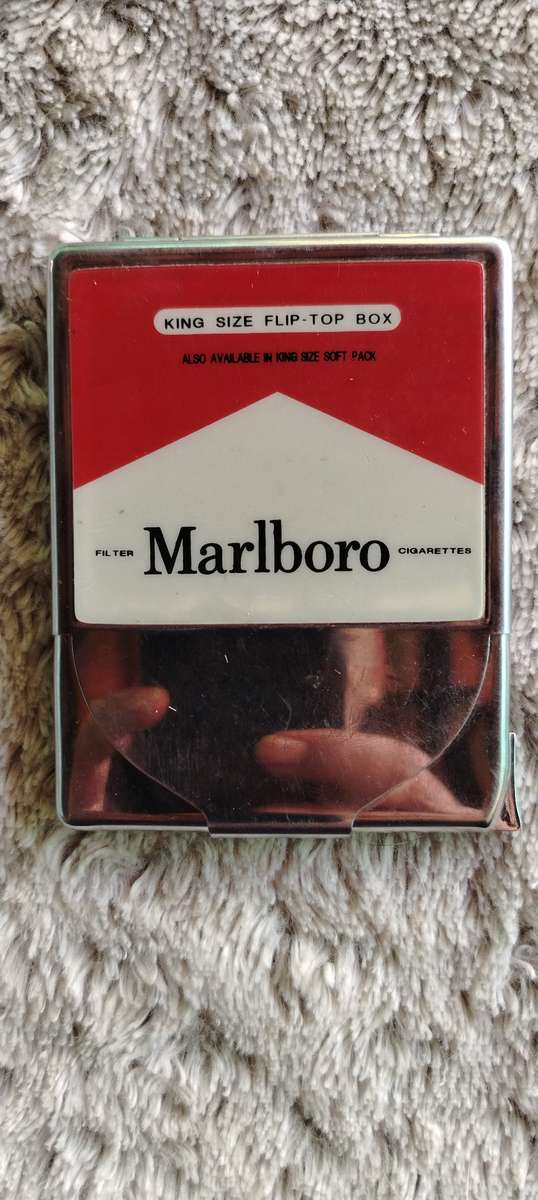 KING SIZE FLIP-TOP BOX
ALSO AVAILABLE IN KING SIZE SOFT PACK
FILTER Marlboro CIGARETTES